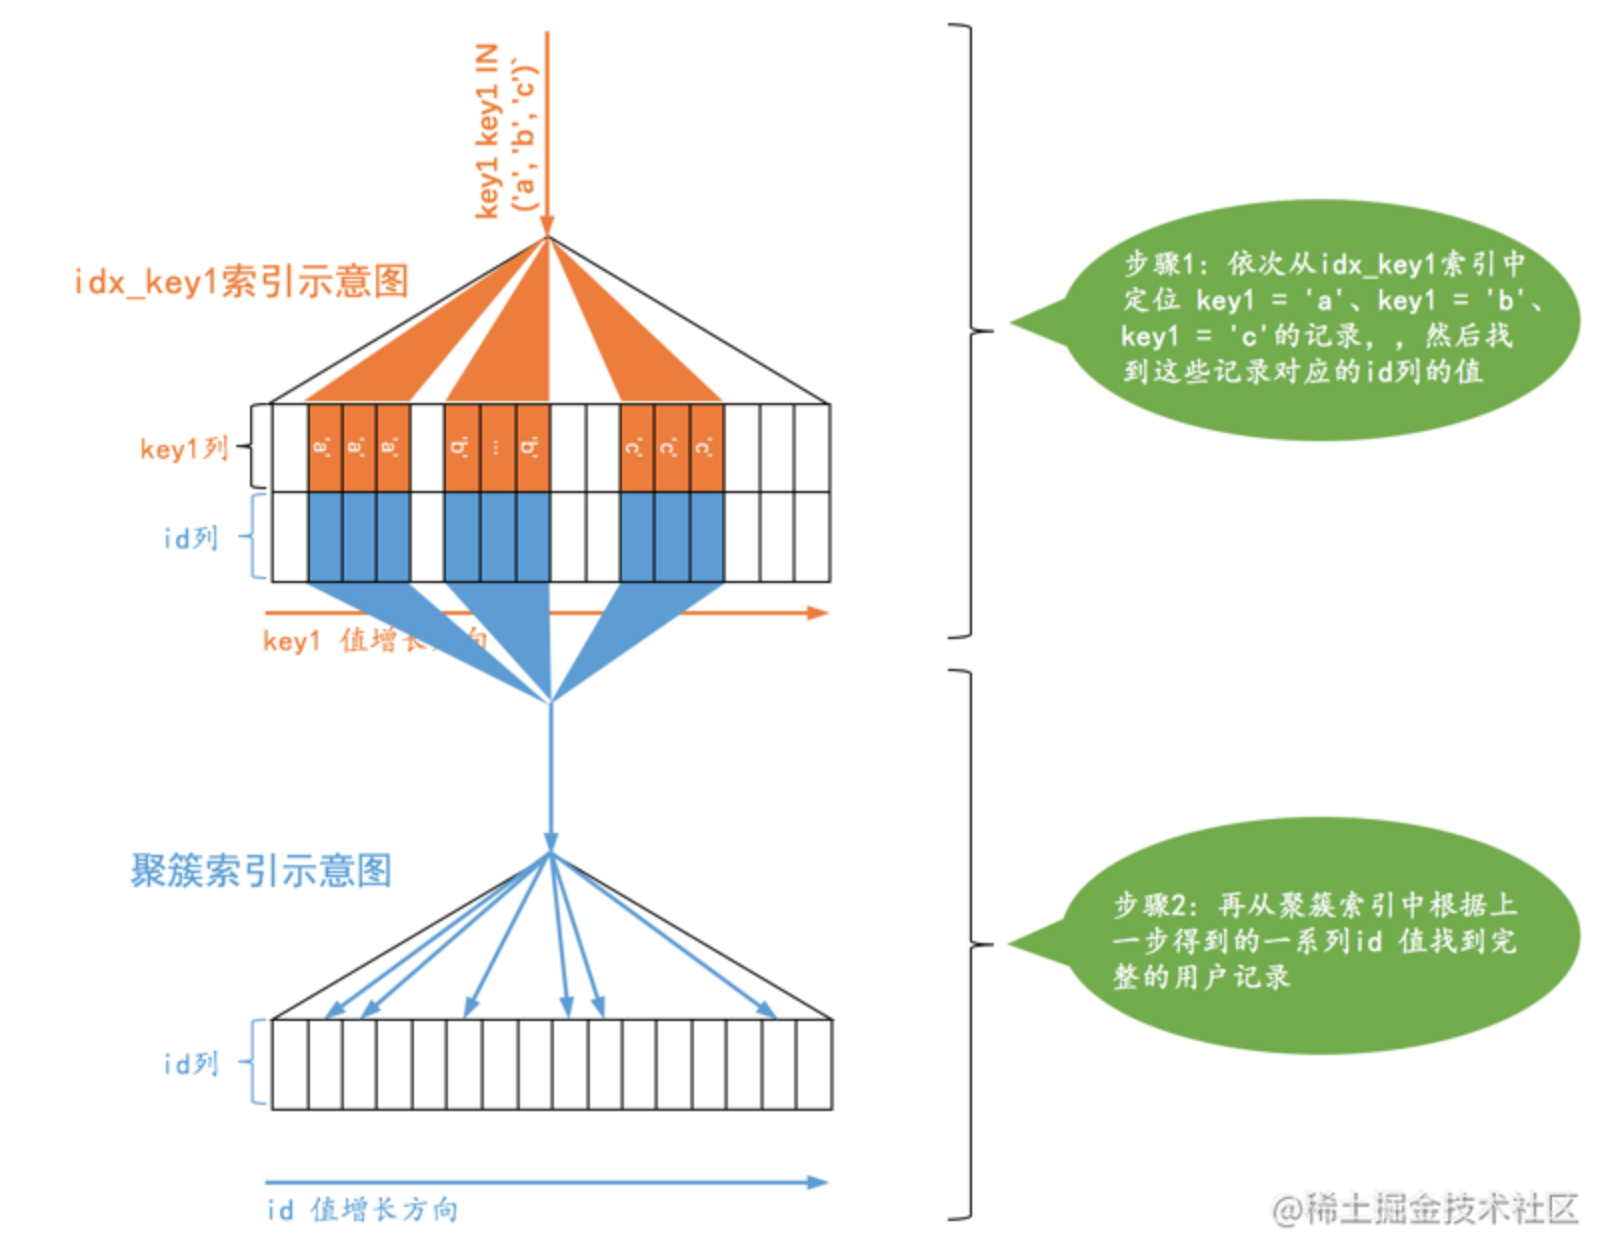 key1 key1 IN
('a', 'b', 'c')`
idx_key1索引示意图
步骤1：依次从idx_key1索引中
定位 key1 = 'a'、key1 = 'b'、
key1 = 'c'的记录，，然后找
到这些记录对应的id列的值
key1列
'a' 'a' 'a' 'b' ... 'b' 'c' 'c' 'c'
id列
key1 值增长方向
聚簇索引示意图
步骤2：再从聚簇索引中根据上
一步得到的一系列id 值找到完
整的用户记录
id列
id 值增长方向
@稀土掘金技术社区